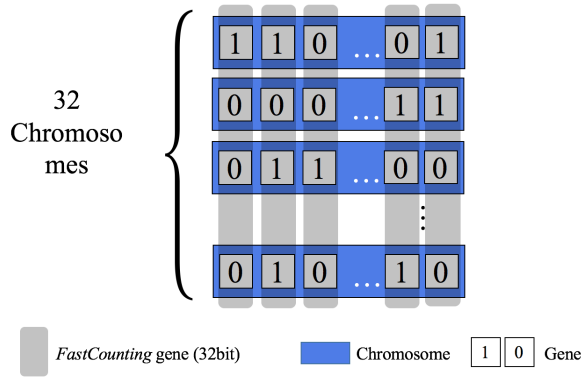 1 1 0 ... 0 1
0 0 0 ... 1 1
32
Chromoso
mes
0 1 1 ... 0 0
0 1 0 ... 1 0
FastCounting gene (32bit)
Chromosome
1 0 Gene